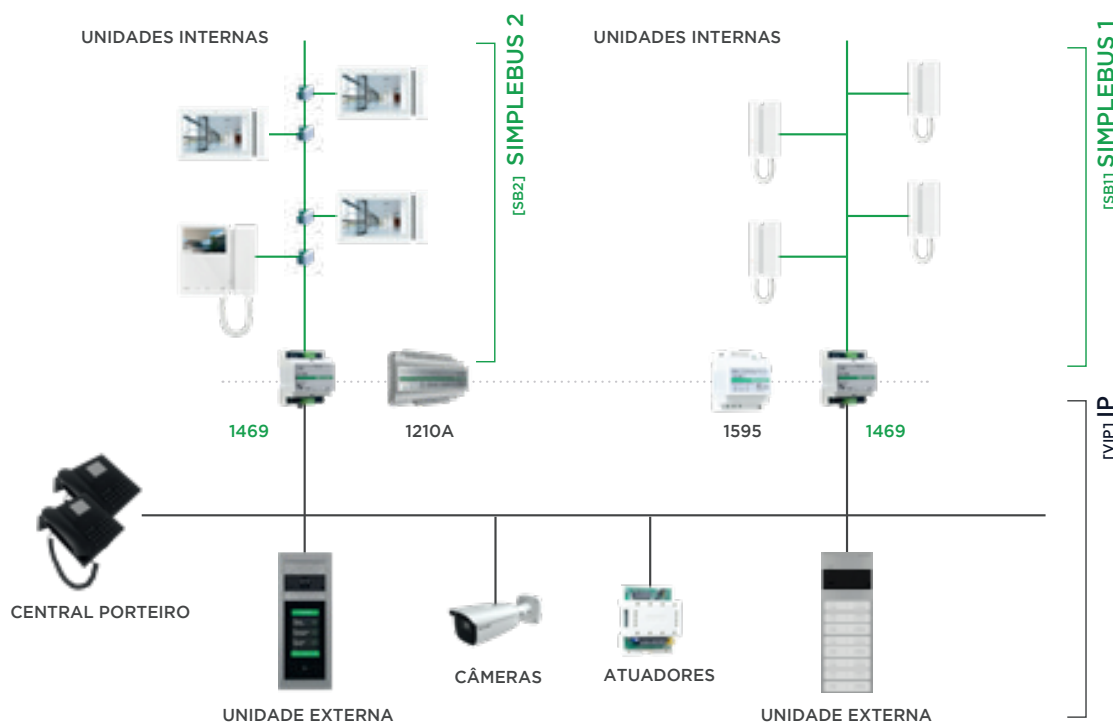 UNIDADES INTERNAS
SIMPLEBUS 2
[SB2]
UNIDADES INTERNAS
SIMPLEBUS 1
[SB1]
1469
1210A
1595
1469
IP
[VIP]
CENTRAL PORTEIRO
CÂMERAS
ATUADORES
UNIDADE EXTERNA
UNIDADE EXTERNA